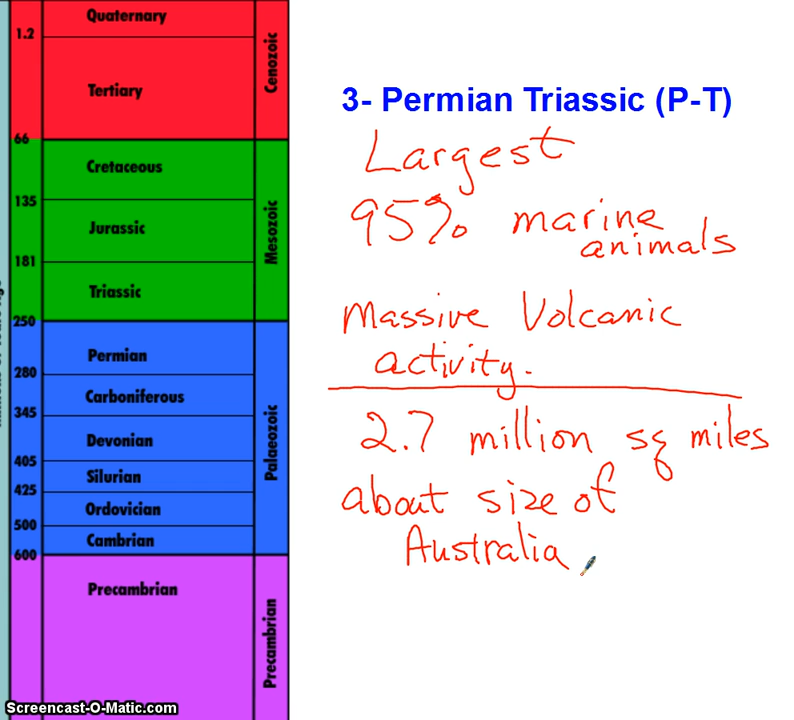 Quaternary
1.2
Tertiary
Cenozoic
66
Cretaceous
135
Jurassic
181
Triassic
Mesozoic
250
Permian
280
Carboniferous
345
Devonian
405
Silurian
425
Ordovician
500
Cambrian
Palaeozoic
600
Precambrian
Precambrian
3- Permian Triassic (P-T)
Largest
95% marine
animals
Massive Volcanic
activity.
2.7 million sq miles
about size of
Australia
Screencast-O-Matic.com